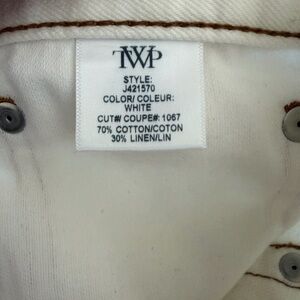 TWP
STYLE:
J421570
COLOR/ COLEUR:
WHITE
CUT#/ COUPE#: 1067
70% COTTON/COTON
30% LINEN/LIN